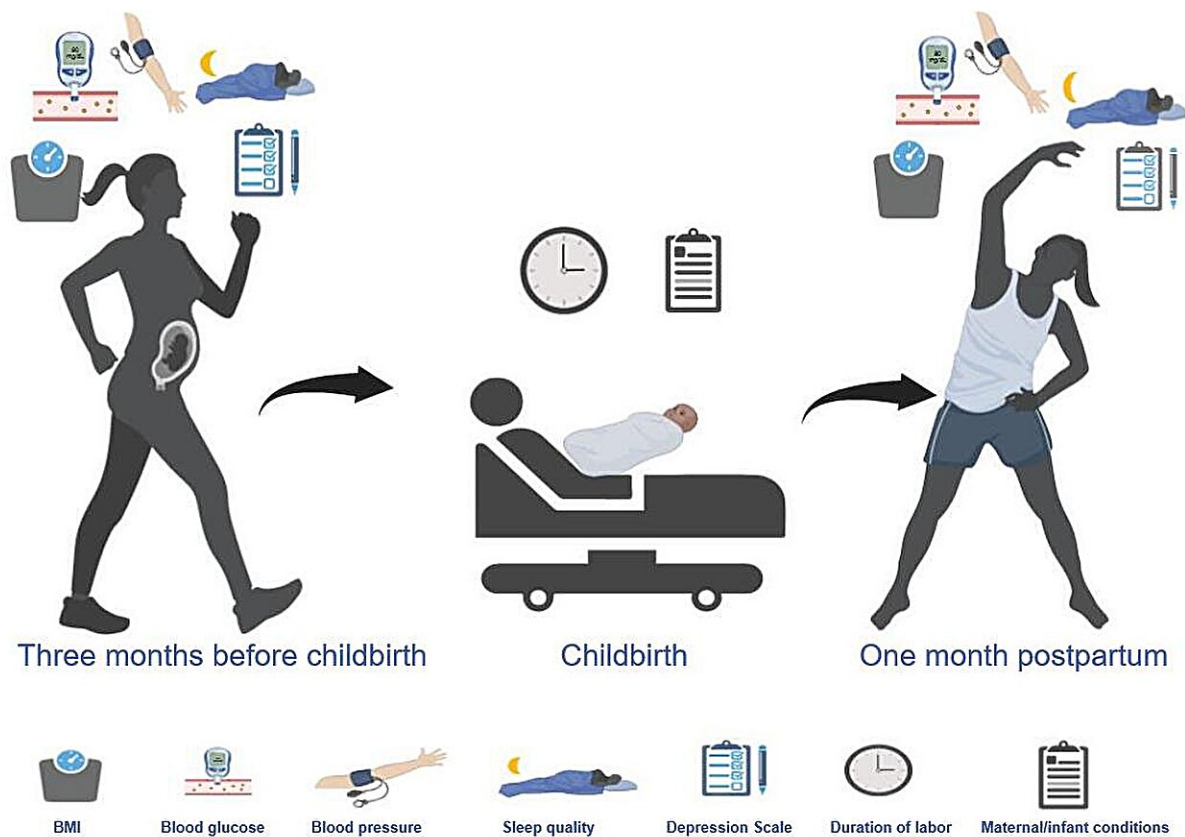 Three months before childbirth
Childbirth
One month postpartum
BMI
Blood glucose
Blood pressure
Sleep quality
Depression Scale
Duration of labor
Maternal/infant conditions